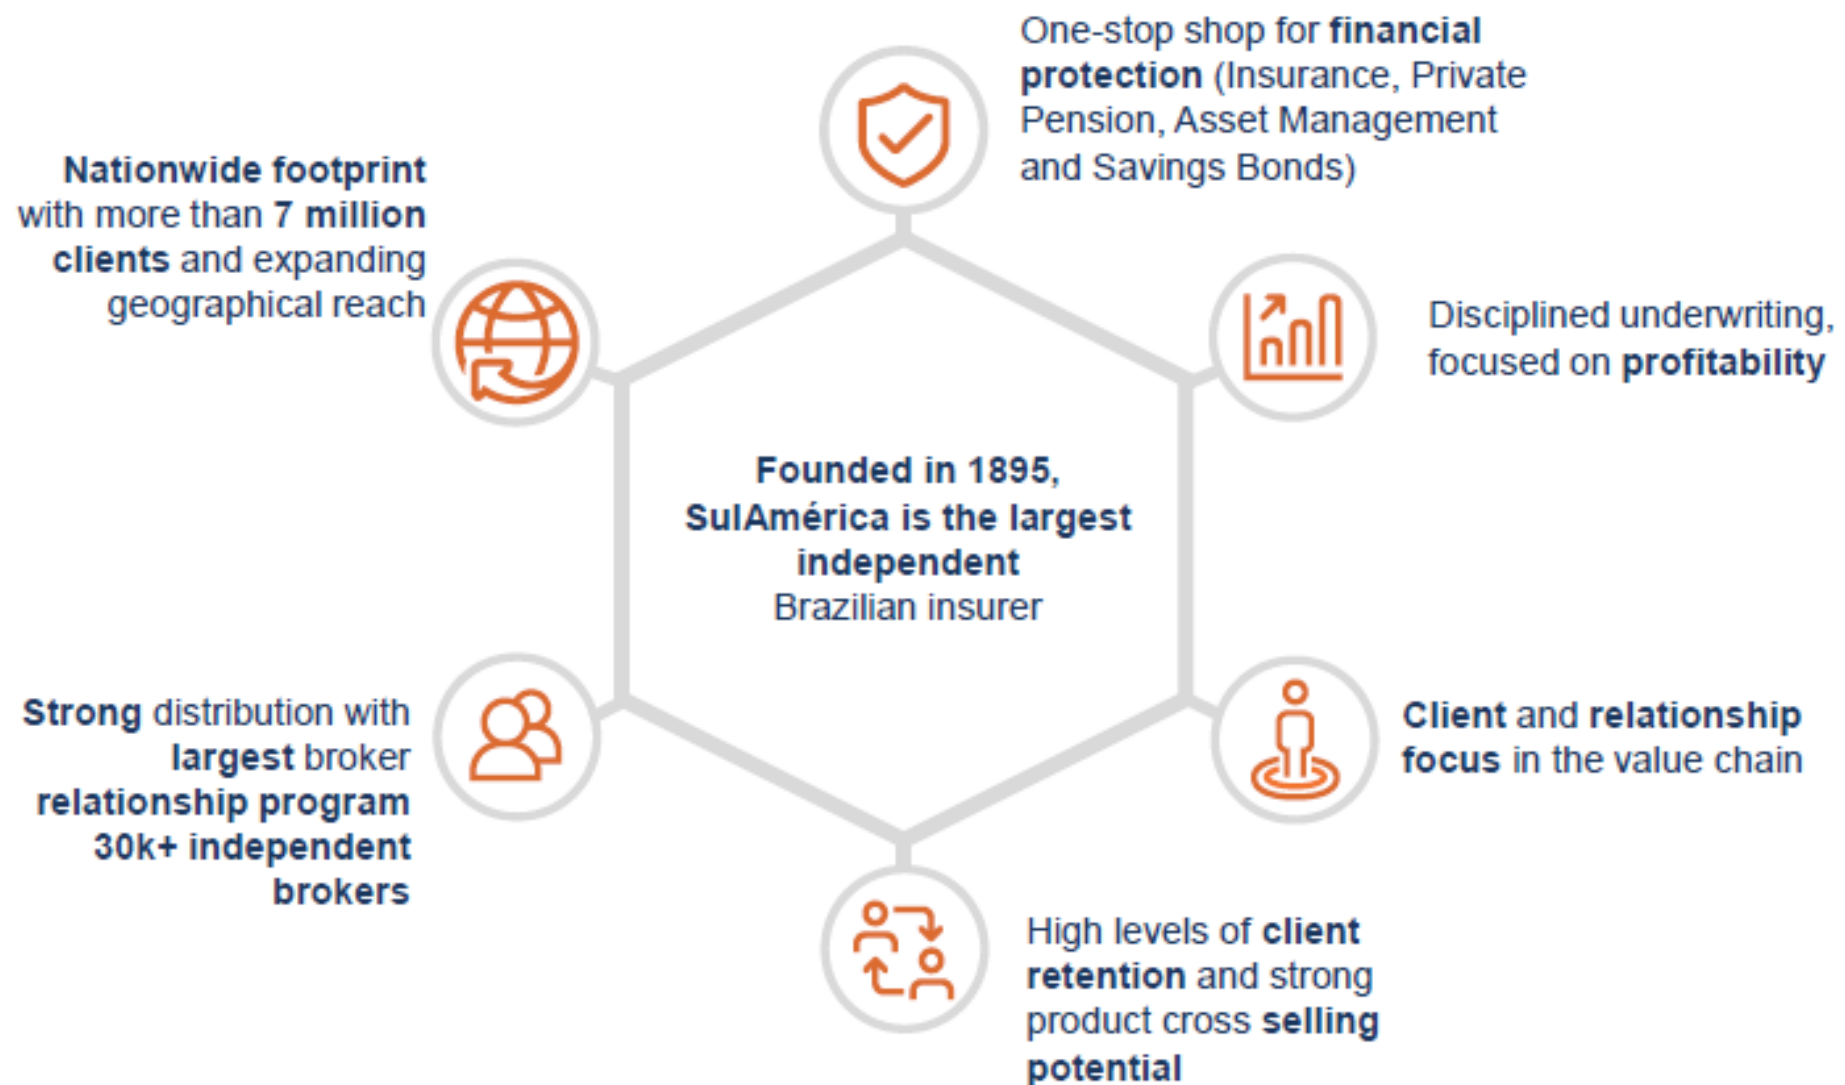 One-stop shop for financial
protection (Insurance, Private
Pension, Asset Management
and Savings Bonds)
Nationwide footprint
with more than 7 million
clients and expanding
geographical reach
Disciplined underwriting,
focused on profitability
Founded in 1895,
SulAmérica is the largest
independent
Brazilian insurer
Strong distribution with
largest broker
relationship program
30k+ independent
brokers
Client and relationship
focus in the value chain
High levels of client
retention and strong
product cross selling
potential